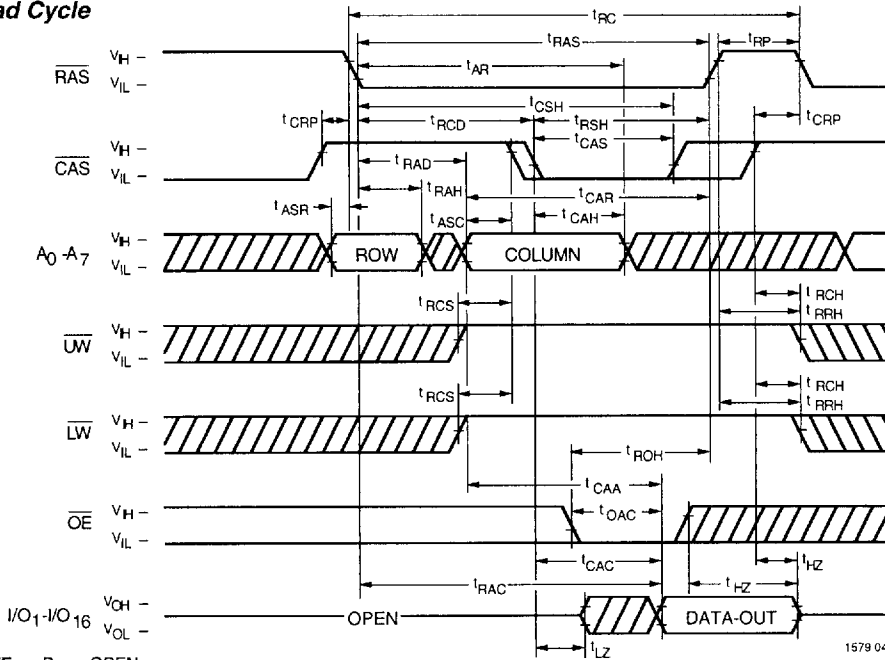 ad Cycle
tRC
tRAS
tRP
tAR
RAS
VIH
VIL
tCSH
tCRP
tRCD
tRSH
tCRP
tCAS
CAS
VIH
VIL
tRAD
tRAH
tCAR
tASR
tASC
tCAH
A0 -A7
VIH
VIL
ROW
COLUMN
tRCS
tRCH
tRRH
UW
VIH
VIL
tRCS
tRCH
tRRH
LW
VIH
VIL
tROH
tCAA
tOAC
OE
VIH
VIL
tCAC
tHZ
tRAC
tHZ
I/O1-I/O16
VOH
VOL
OPEN
DATA-OUT
tLZ
1579 04